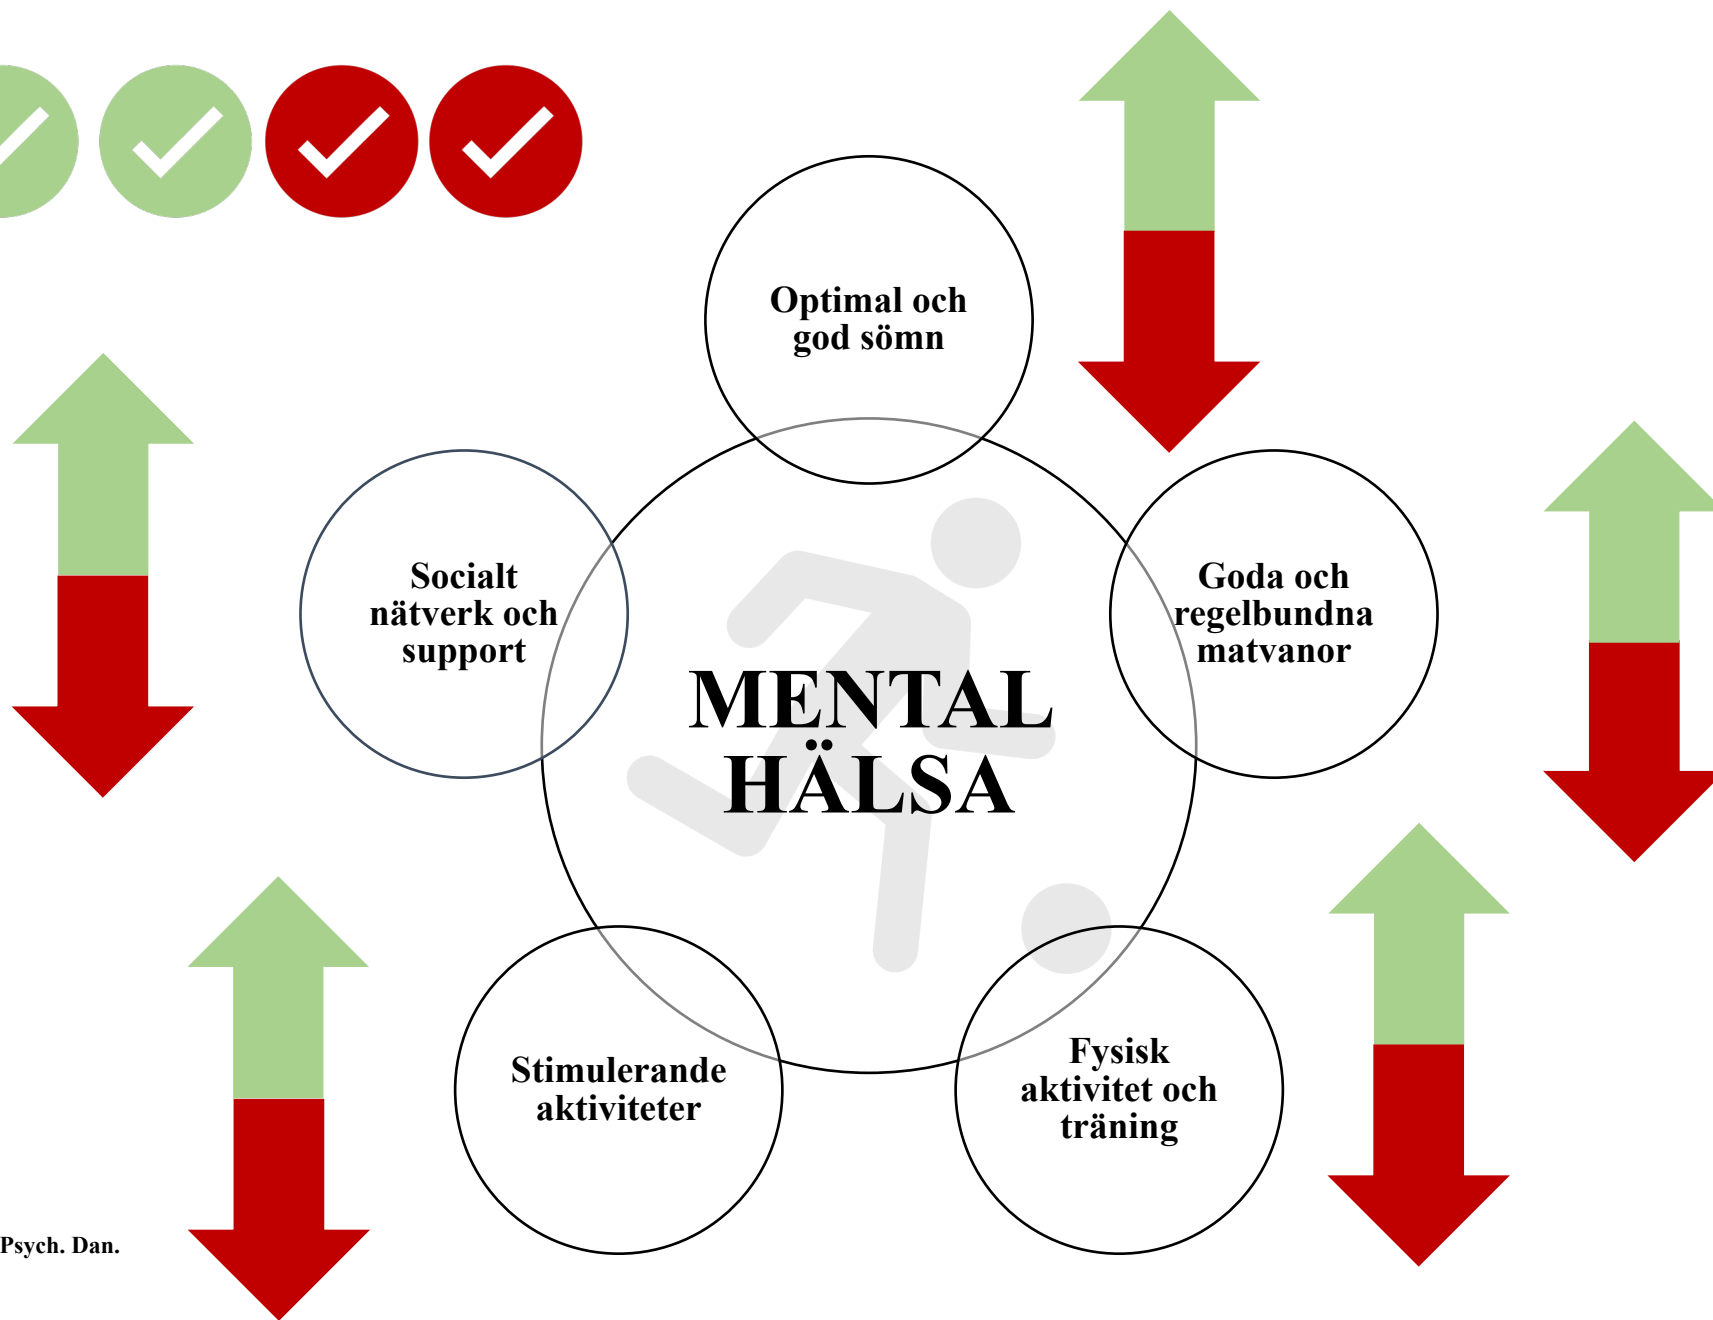 Optimal och
god sömn
Socialt
nätverk och
support
Goda och
regelbundna
matvanor
MENTAL
HÄLSA
Stimulerande
aktiviteter
Fysisk
aktivitet och
träning
Psych. Dan.